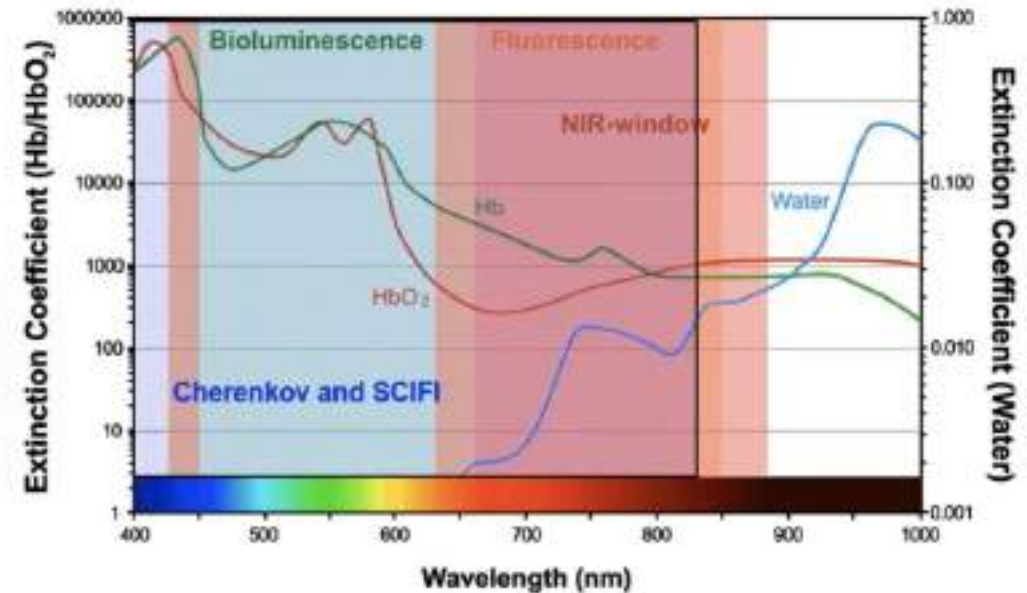 1000000
100000
10000
1000
100
10
1
Extinction Coefficient (Hb/HbO₂)
Bioluminescence
Fluorescence
NIR-window
Hb
HbO₂
Water
Cherenkov and SCIFI
1.000
0.100
0.010
0.001
Extinction Coefficient (Water)
400
500
600
700
800
900
1000
Wavelength (nm)